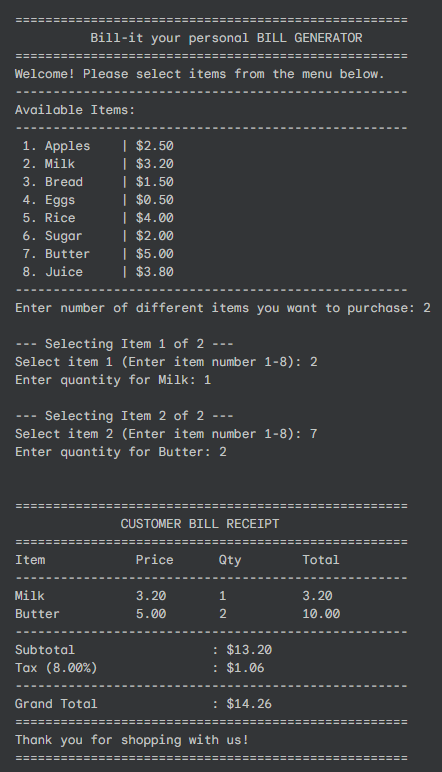 ====================================================
Bill-it your personal BILL GENERATOR
====================================================
Welcome! Please select items from the menu below.
----------------------------------------------------
Available Items:
----------------------------------------------------
1. Apples | $2.50
2. Milk | $3.20
3. Bread | $1.50
4. Eggs | $0.50
5. Rice | $4.00
6. Sugar | $2.00
7. Butter | $5.00
8. Juice | $3.80
----------------------------------------------------
Enter number of different items you want to purchase: 2
--- Selecting Item 1 of 2 ---
Select item 1 (Enter item number 1-8): 2
Enter quantity for Milk: 1
--- Selecting Item 2 of 2 ---
Select item 2 (Enter item number 1-8): 7
Enter quantity for Butter: 2
====================================================
CUSTOMER BILL RECEIPT
====================================================
Item Price Qty Total
----------------------------------------------------
Milk 3.20 1 3.20
Butter 5.00 2 10.00
----------------------------------------------------
Subtotal : $13.20
Tax (8.00%) : $1.06
----------------------------------------------------
Grand Total : $14.26
====================================================
Thank you for shopping with us!
====================================================